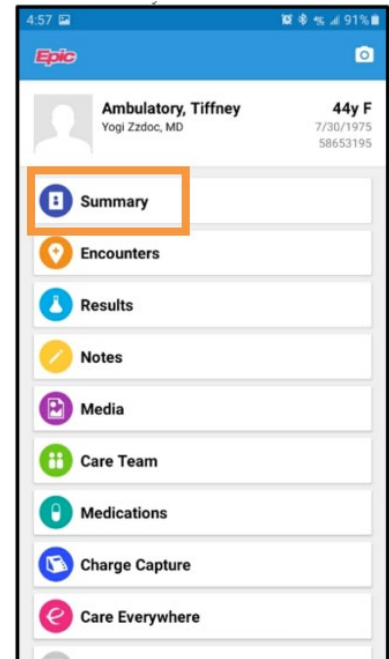 4:57 91%
Epic
Ambulatory, Tiffney 44y F
Yogi Zzdoc, MD 7/30/1975
58653195
Summary
Encounters
Results
Notes
Media
Care Team
Medications
Charge Capture
Care Everywhere